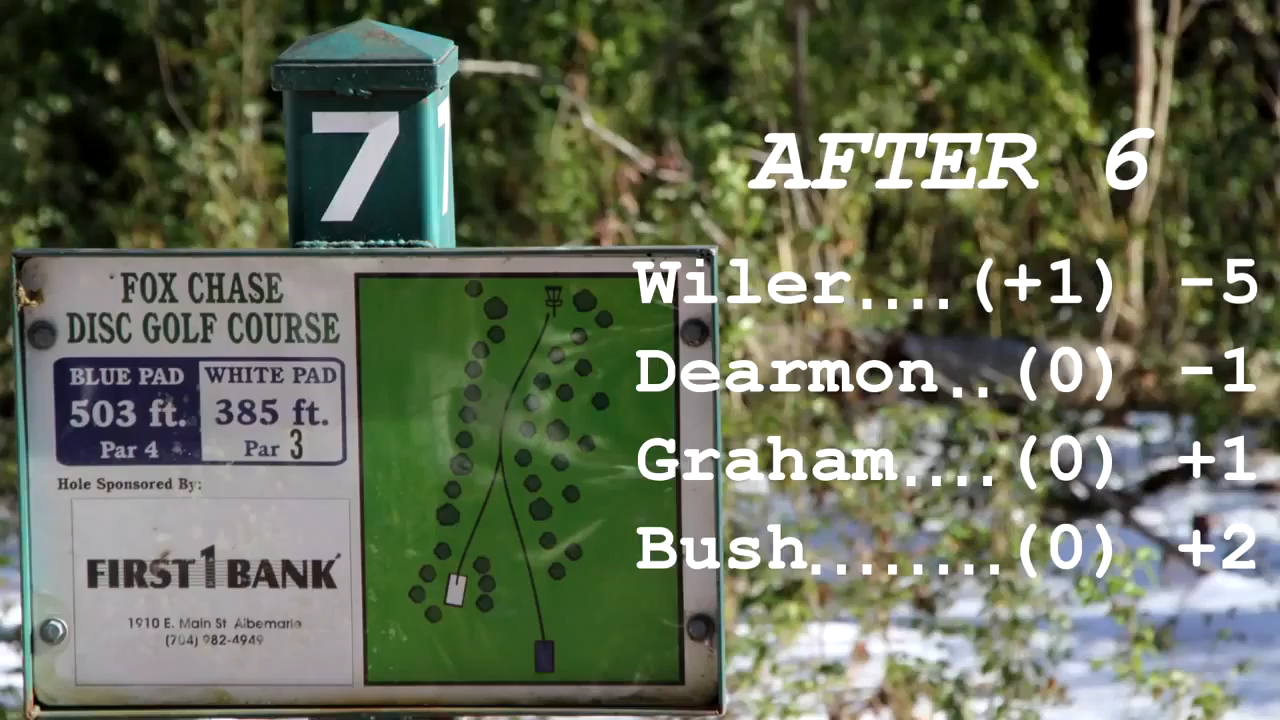 7
FOX CHASE
DISC GOLF COURSE
BLUE PAD
503 ft.
Par 4
WHITE PAD
385 ft.
Par 3
Hole Sponsored By:
FIRST 1 BANK
1910 E. Main St Albemarle
(704) 982-4949
AFTER 6
Wiler....(+1) -5
Dearmon..(0) -1
Graham....(0) +1
Bush........(0) +2